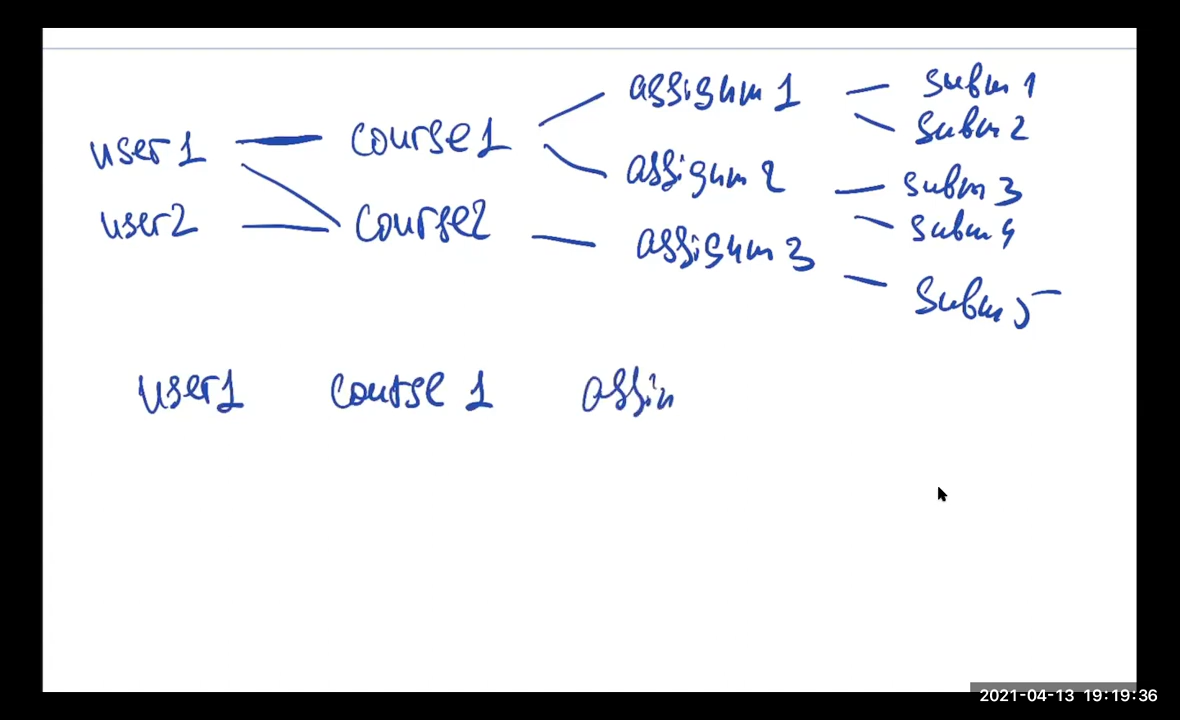 user1 course1 assignm 1 subm 1
subm 2
user2 course2 assignm 2 subm 3
subm 4
assignm 3 subm 5
user1 course 1 assin
2021-04-13 19:19:36